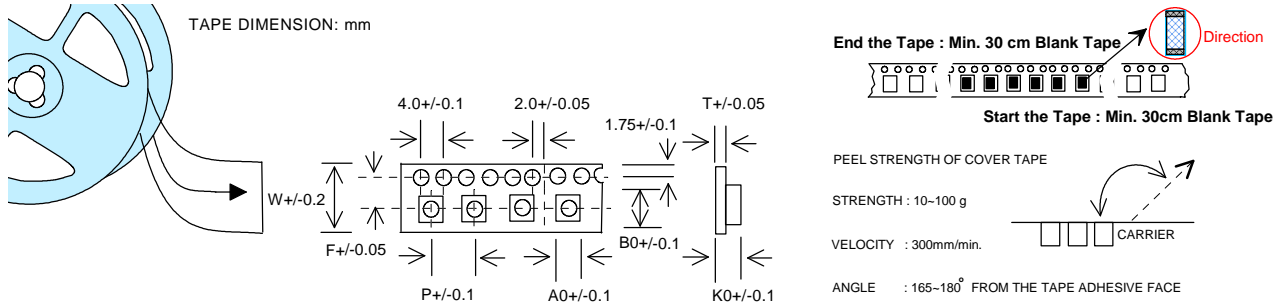 TAPE DIMENSION: mm
4.0+/-0.1
2.0+/-0.05
T+/-0.05
1.75+/-0.1
W+/-0.2
F+/-0.05
B0+/-0.1
P+/-0.1
A0+/-0.1
K0+/-0.1
End the Tape : Min. 30 cm Blank Tape
Direction
Start the Tape : Min. 30cm Blank Tape
PEEL STRENGTH OF COVER TAPE
STRENGTH : 10~100 g
VELOCITY : 300mm/min.
CARRIER
ANGLE : 165~180° FROM THE TAPE ADHESIVE FACE